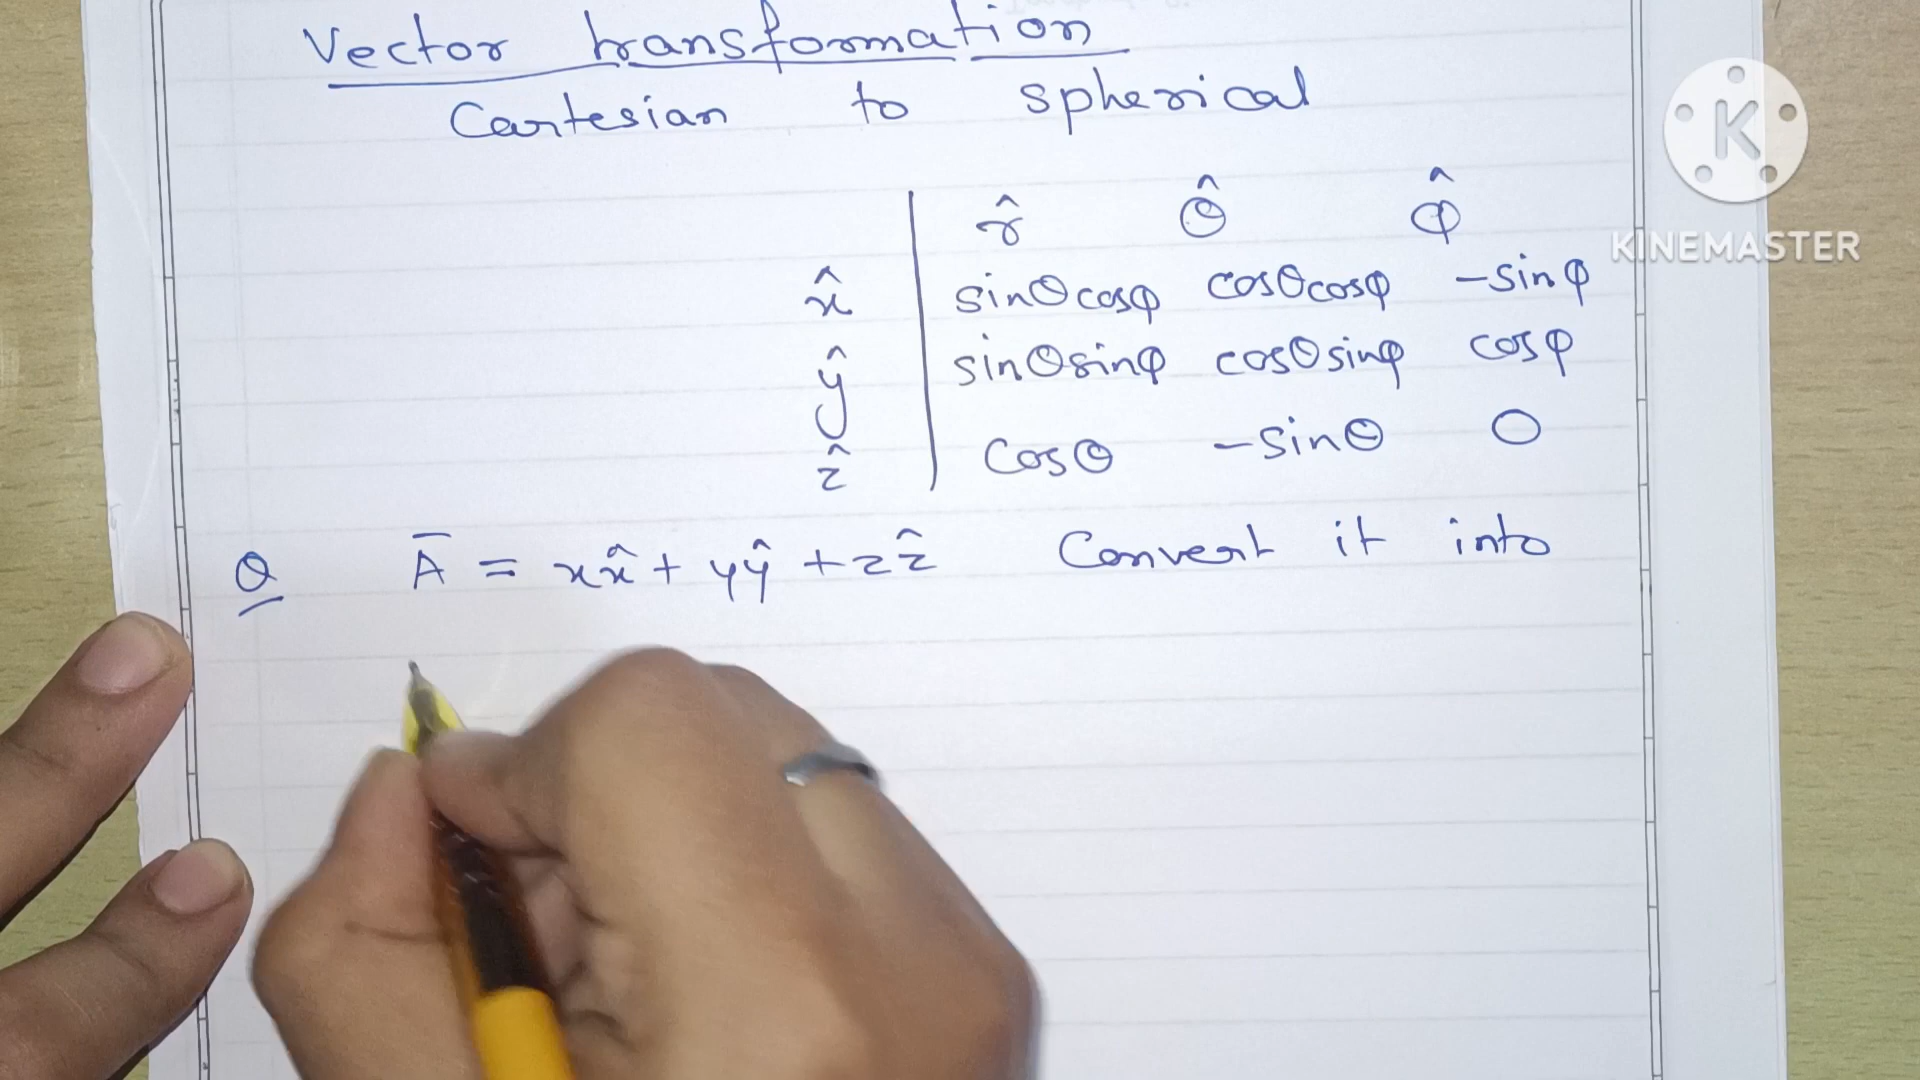 Vector transformation
Cartesian to spherical
K
KINEMASTER
r̂ θ̂ φ̂
x̂ sinθcosφ cosθcosφ -sinφ
ŷ sinθsinφ cosθsinφ cosφ
ẑ cosθ -sinθ 0
Q A̅ = xx̂ + yŷ + zẑ Convert it into